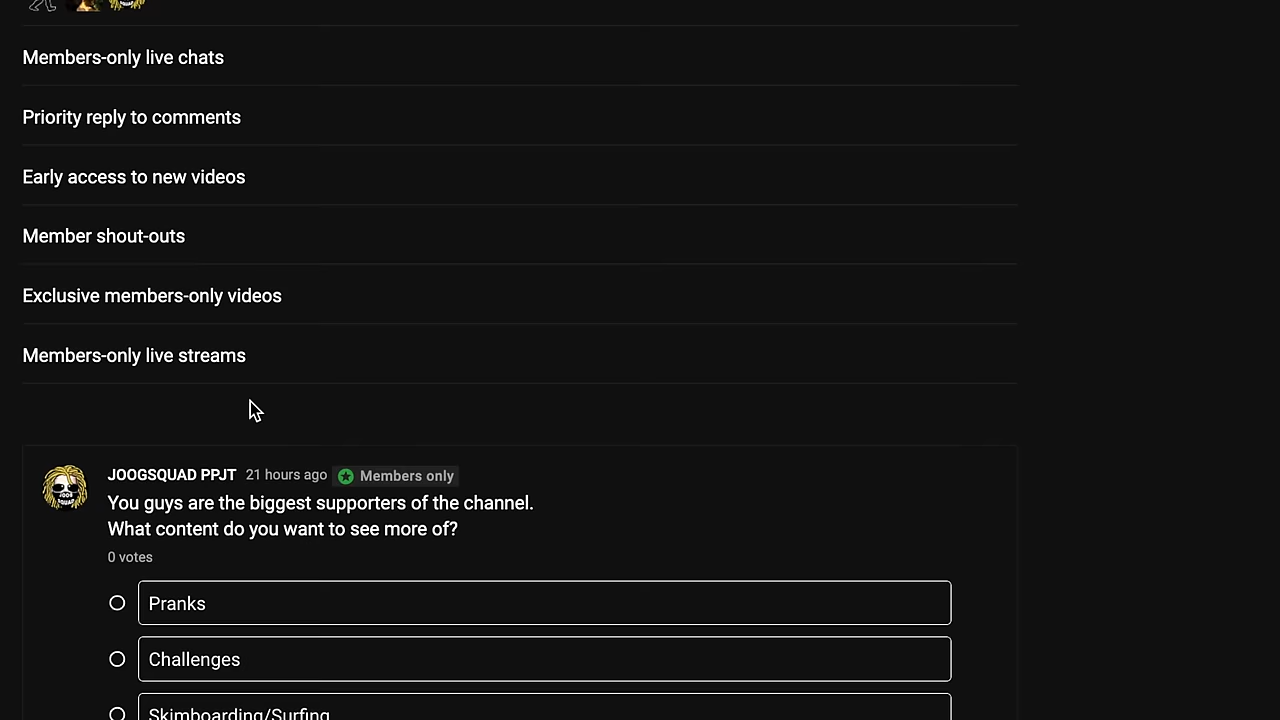 Members-only live chats
Priority reply to comments
Early access to new videos
Member shout-outs
Exclusive members-only videos
Members-only live streams
JOOGSQUAD PPJT 21 hours ago Members only
You guys are the biggest supporters of the channel.
What content do you want to see more of?
0 votes
Pranks
Challenges
Skimboarding/Surfing